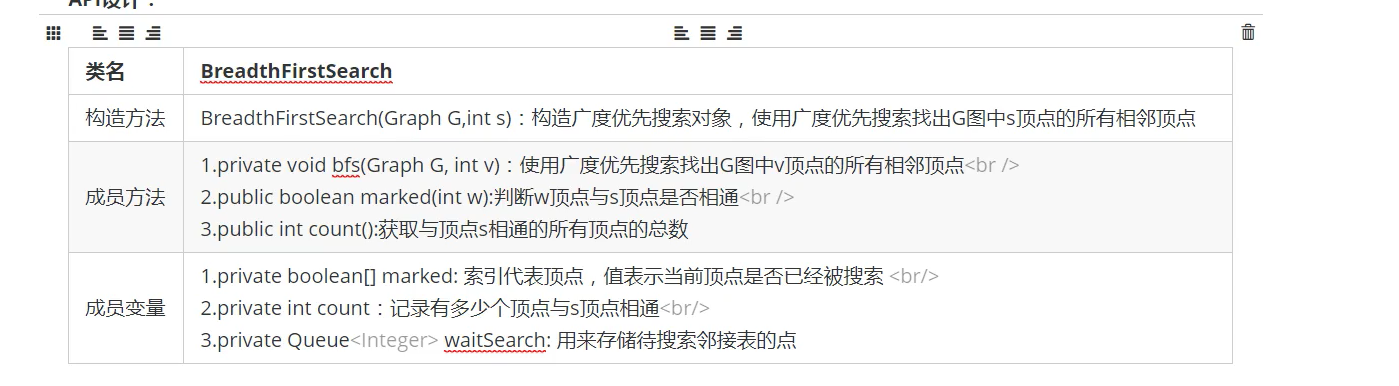 API设计：
类名 BreadthFirstSearch
构造方法 BreadthFirstSearch(Graph G,int s)：构造广度优先搜索对象，使用广度优先搜索找出G图中s顶点的所有相邻顶点
1.private void bfs(Graph G, int v)：使用广度优先搜索找出G图中v顶点的所有相邻顶点<br />
成员方法 2.public boolean marked(int w):判断w顶点与s顶点是否相通<br />
3.public int count():获取与顶点s相通的所有顶点的总数
1.private boolean[] marked: 索引代表顶点，值表示当前顶点是否已经被搜索 <br/>
成员变量 2.private int count：记录有多少个顶点与s顶点相通<br/>
3.private Queue<Integer> waitSearch: 用来存储待搜索邻接表的点